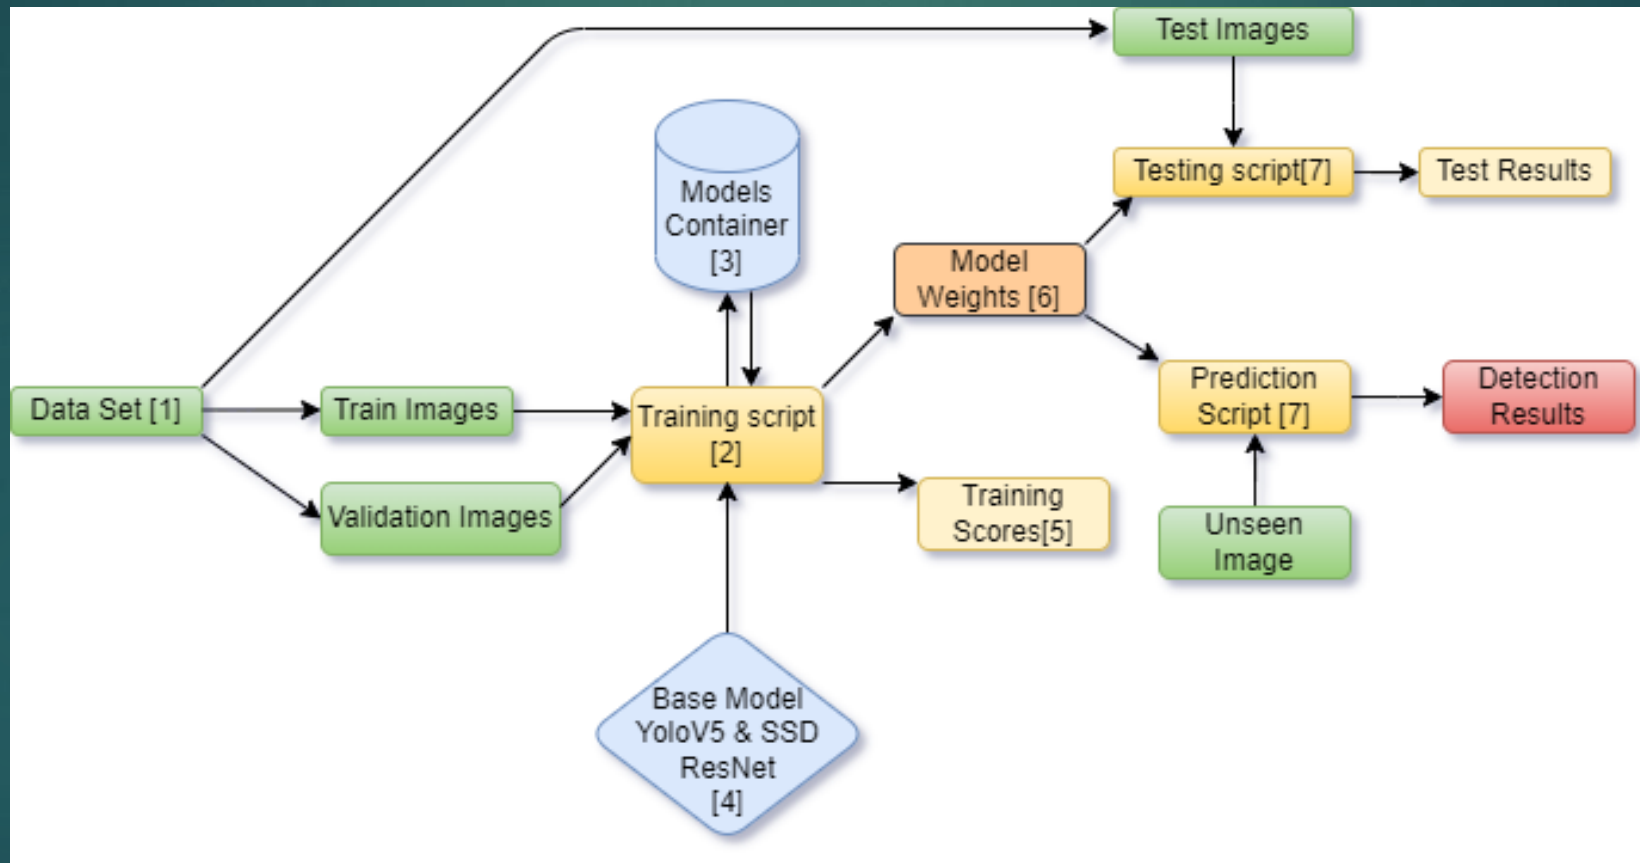 Test Images
Testing script[7]
Test Results
Models
Container
[3]
Model
Weights [6]
Data Set [1]
Train Images
Training script
[2]
Prediction
Script [7]
Detection
Results
Validation Images
Training
Scores[5]
Unseen
Image
Base Model
YoloV5 & SSD
ResNet
[4]